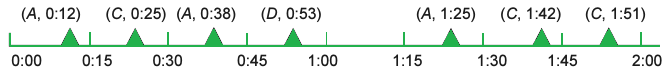 (A, 0:12) (C, 0:25) (A, 0:38) (D, 0:53) (A, 1:25) (C, 1:42) (C, 1:51)
0:00 0:15 0:30 0:45 1:00 1:15 1:30 1:45 2:00